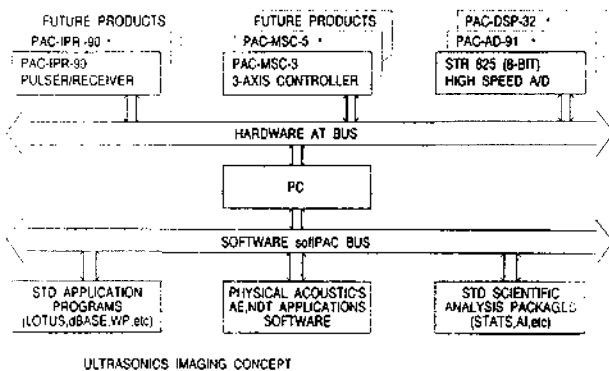 FUTURE PRODUCTS
PAC-IPR-90 *
PAC-IPR-90
PULSER/RECEIVER
FUTURE PRODUCTS
PAC-MSC-5 *
PAC-MSC-3
3-AXIS CONTROLLER
PAC-DSP-32 *
PAC-AD-91 *
STR 825 (8-BIT)
HIGH SPEED A/D
HARDWARE AT BUS
PC
SOFTWARE softPAC BUS
STD APPLICATION
PROGRAMS
(LOTUS,dBASE,WP,etc)
PHYSICAL ACOUSTIC'S
AE,NDT APPLICATIONS
SOFTWARE
STD SCIENTIFIC
ANALYSIS PACKAGES
(STATS,AI,etc)
ULTRASONICS IMAGING CONCEPT